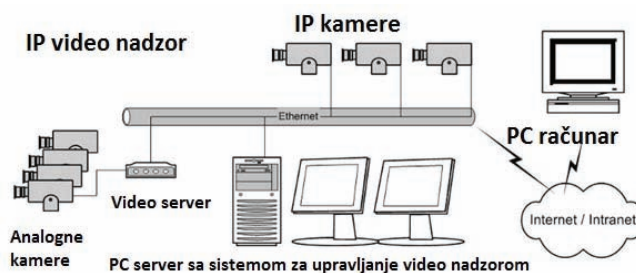 IP kamere
IP video nadzor
Ethernet
PC računar
Video server
Internet / Intranet
Analogne
kamere
PC server sa sistomom za upravljanje video nadzorom